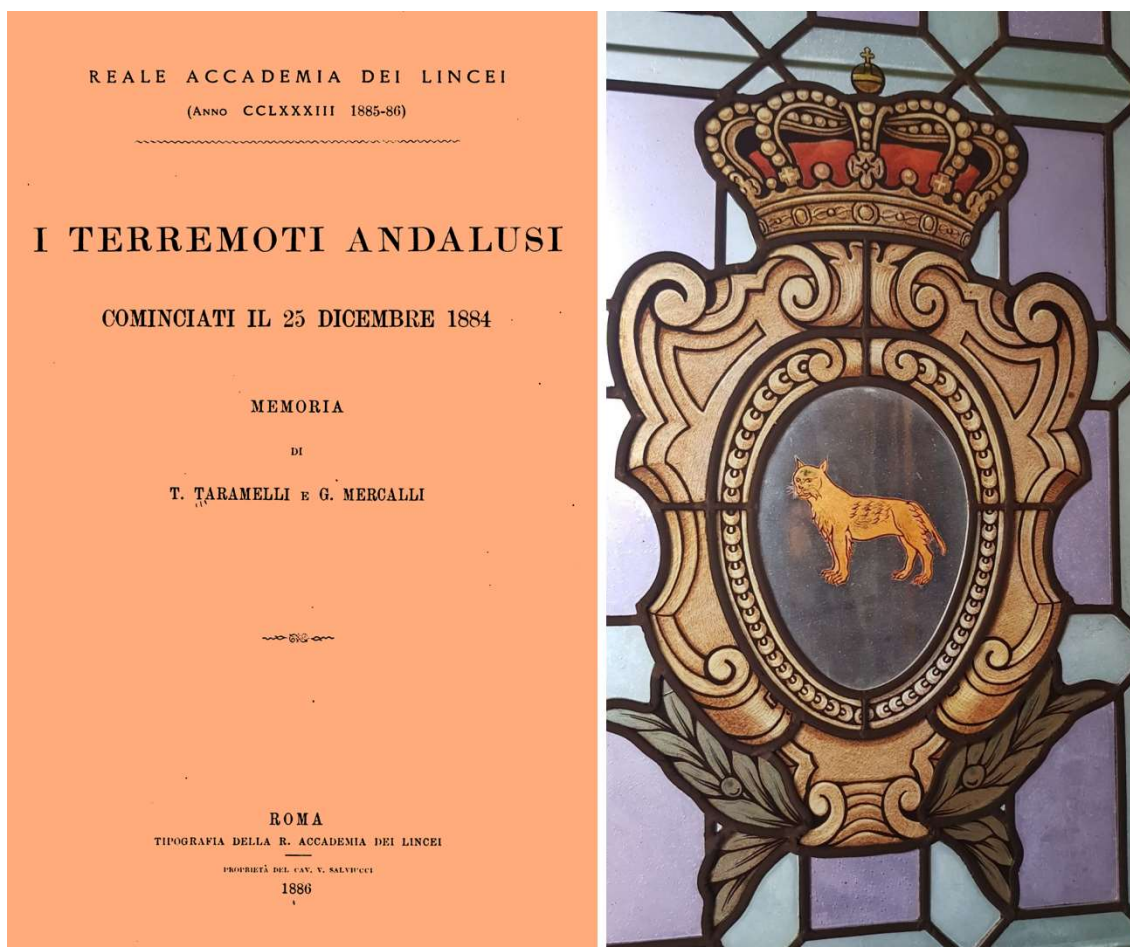 REALE ACCADEMIA DEI LINCEI
(ANNO CCLXXXIII 1885-86)
I TERREMOTI ANDALUSI
COMINCIATI IL 25 DICEMBRE 1884
MEMORIA
DI
T. TARAMELLI E G. MERCALLI
ROMA
TIPOGRAFIA DELLA R. ACCADEMIA DEI LINCEI
PROPRIETÀ DEL CAV. V. SALVIUCCI
1886